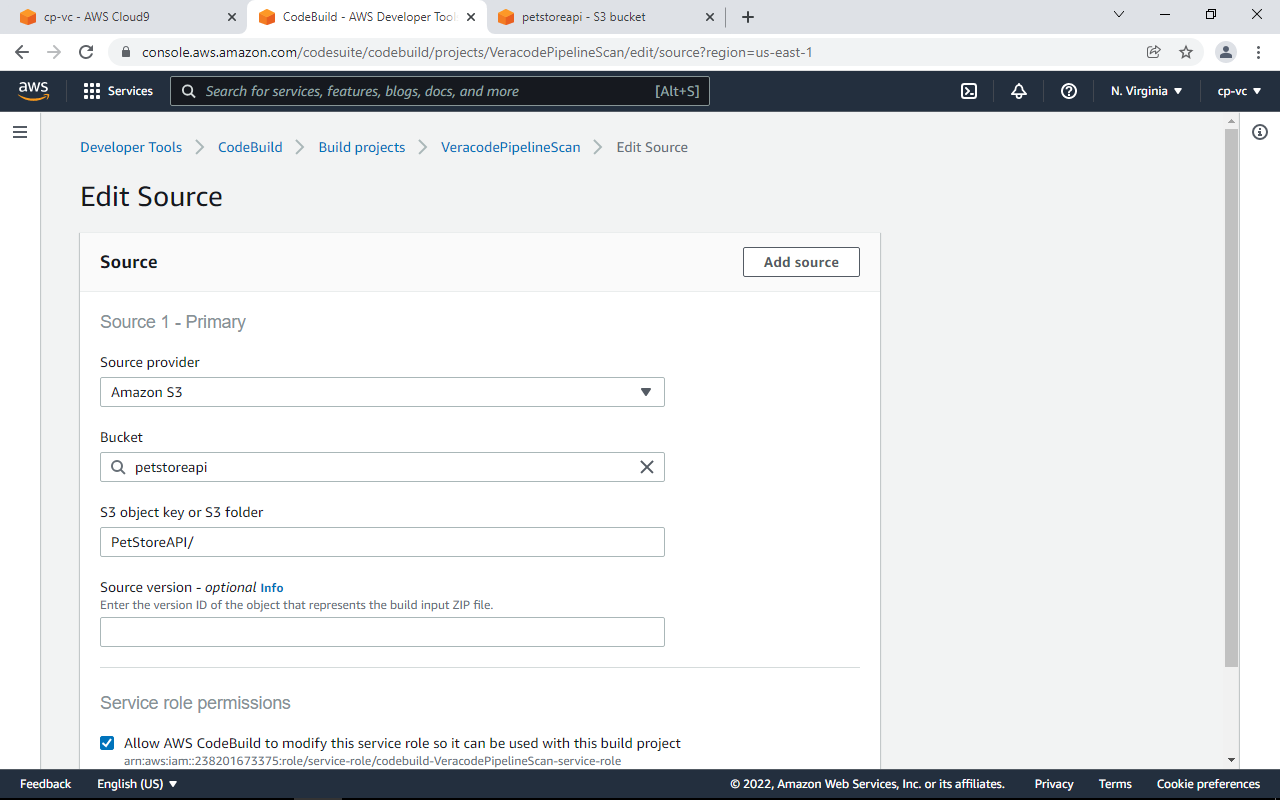 cp-vc - AWS Cloud9
CodeBuild - AWS Developer Tool
petstoreapi - S3 bucket
console.aws.amazon.com/codesuite/codebuild/projects/VeracodePipelineScan/edit/source?region=us-east-1
aws
Services
Search for services, features, blogs, docs, and more
[Alt+S]
N. Virginia
cp-vc
Developer Tools
CodeBuild
Build projects
VeracodePipelineScan
Edit Source
Edit Source
Source
Add source
Source 1 - Primary
Source provider
Amazon S3
Bucket
petstoreapi
S3 object key or S3 folder
PetStoreAPI/
Source version - optional Info
Enter the version ID of the object that represents the build input ZIP file.
Service role permissions
Allow AWS CodeBuild to modify this service role so it can be used with this build project
arn:aws:iam::238201673375:role/service-role/codebuild-VeracodePipelineScan-service-role
Feedback
English (US)
© 2022, Amazon Web Services, Inc. or its affiliates.
Privacy
Terms
Cookie preferences